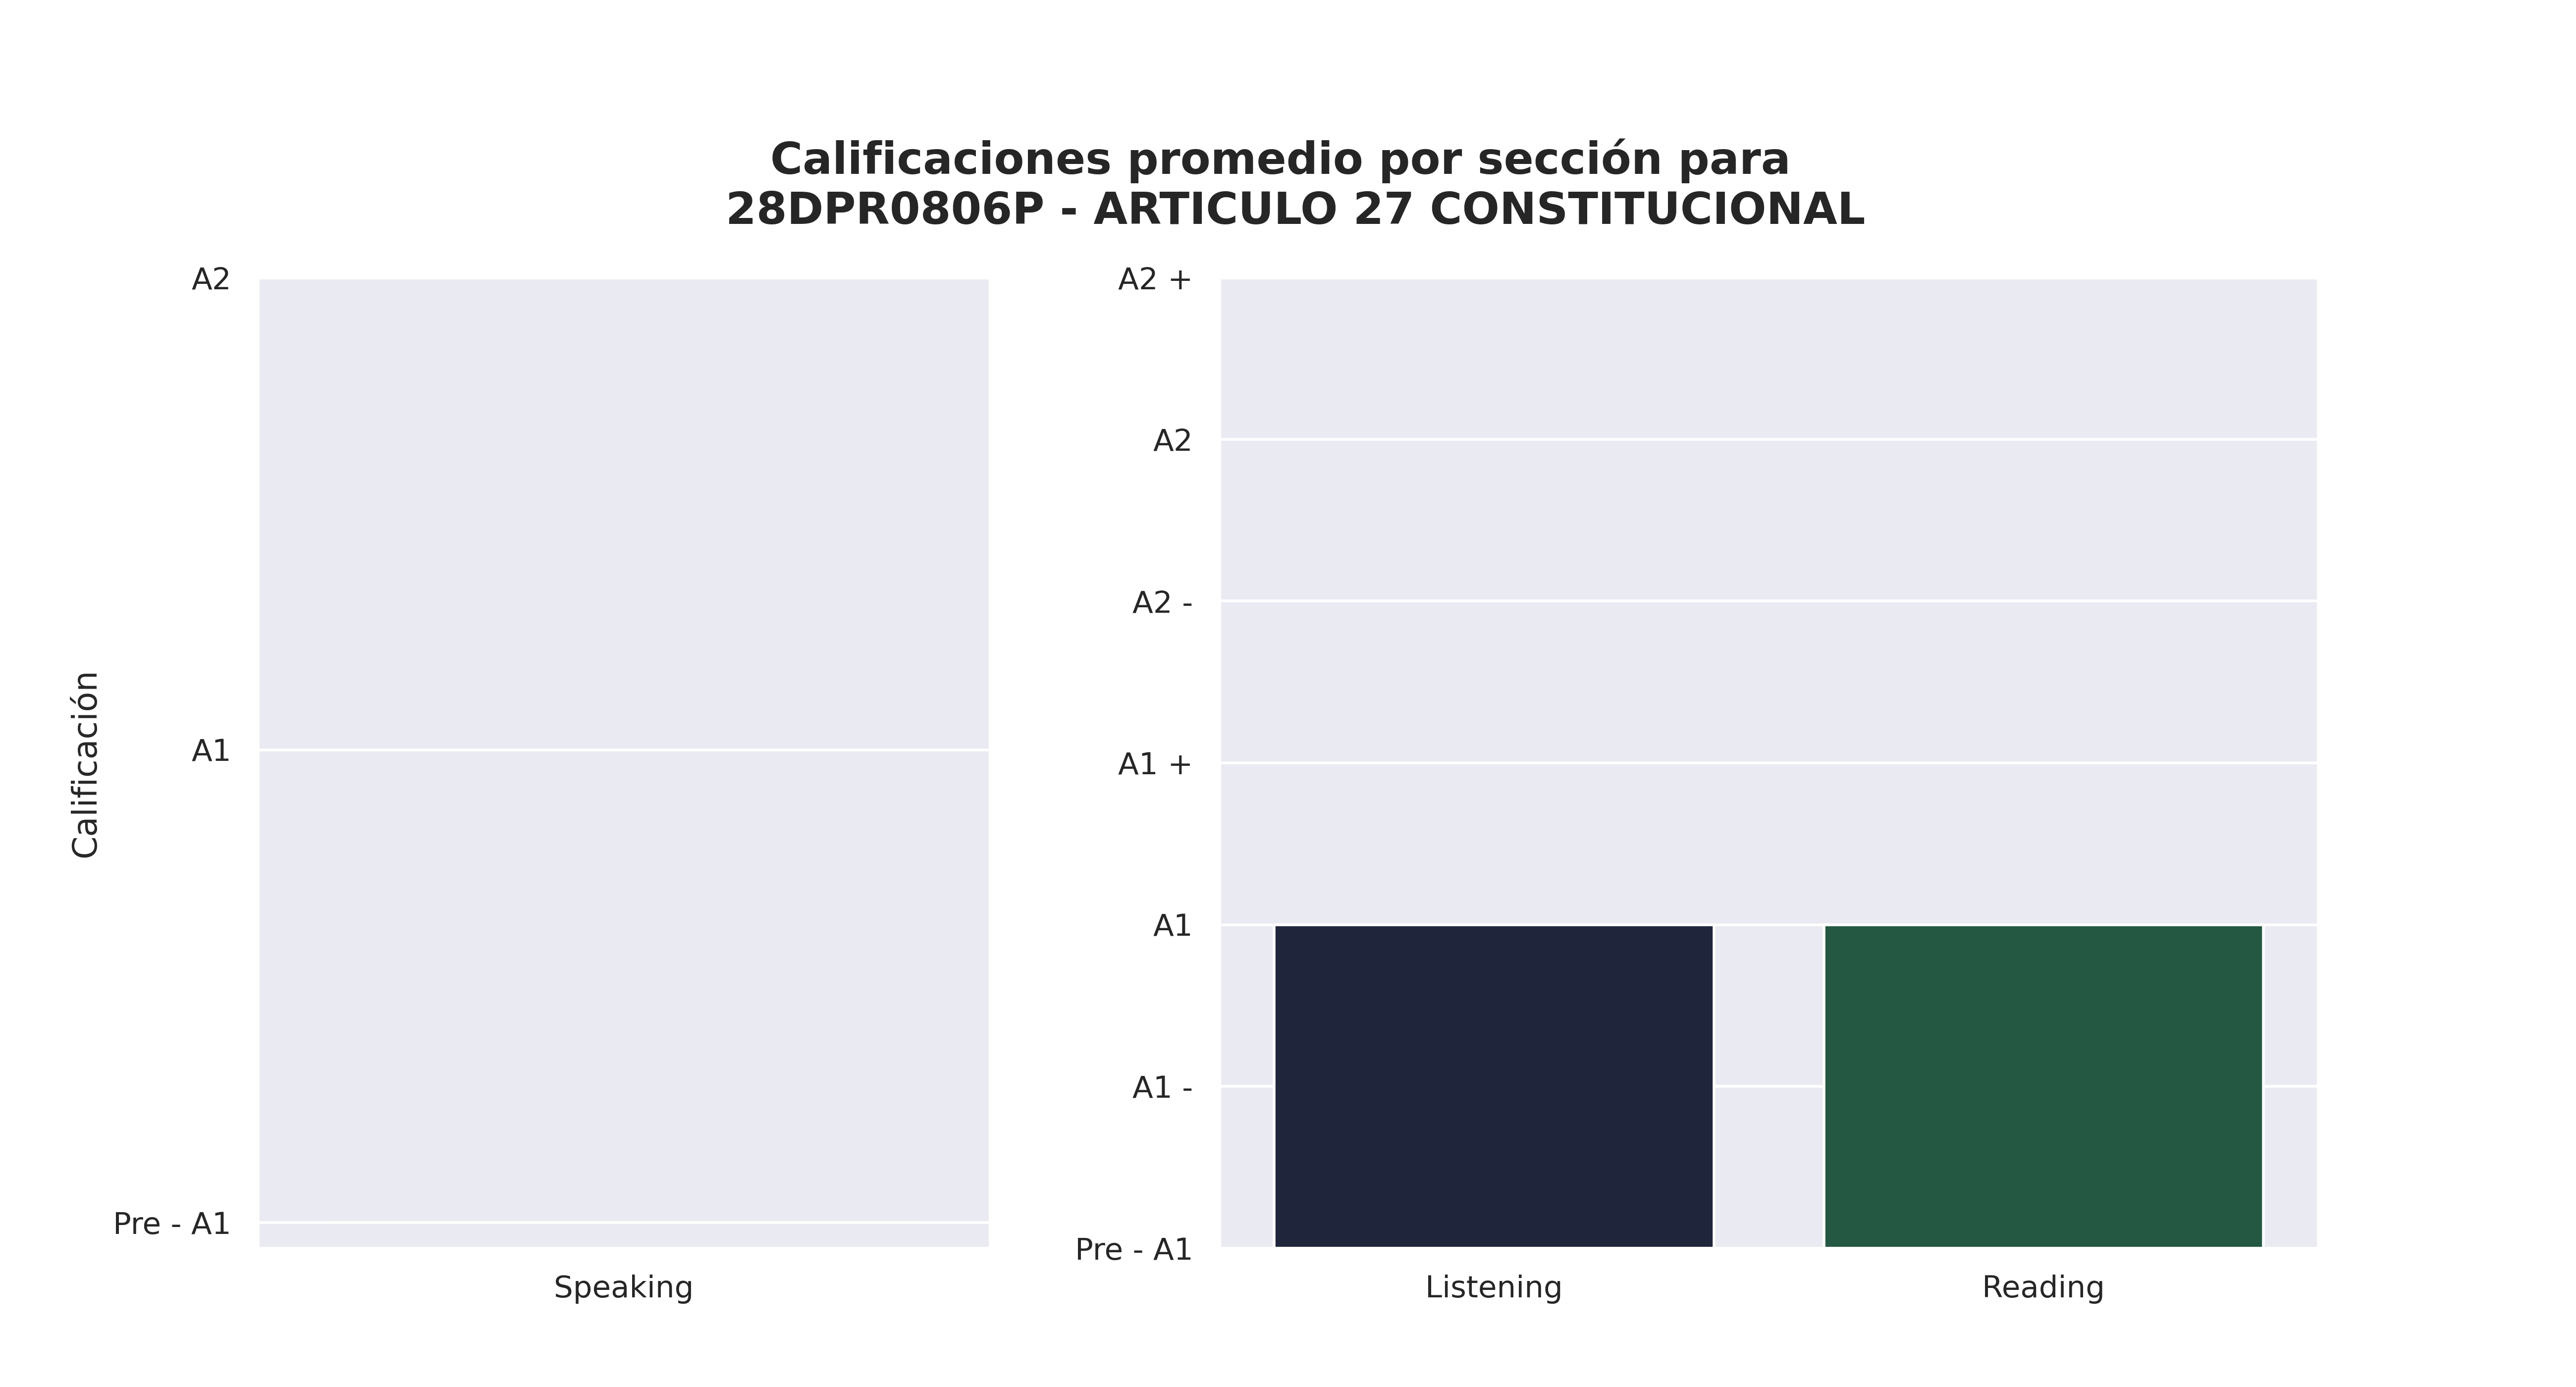 Calificaciones promedio por sección para
28DPR0806P - ARTICULO 27 CONSTITUCIONAL
Calificación
A2
A1
Pre - A1
Speaking
A2 +
A2
A2 -
A1 +
A1
A1 -
Pre - A1
Listening
Reading